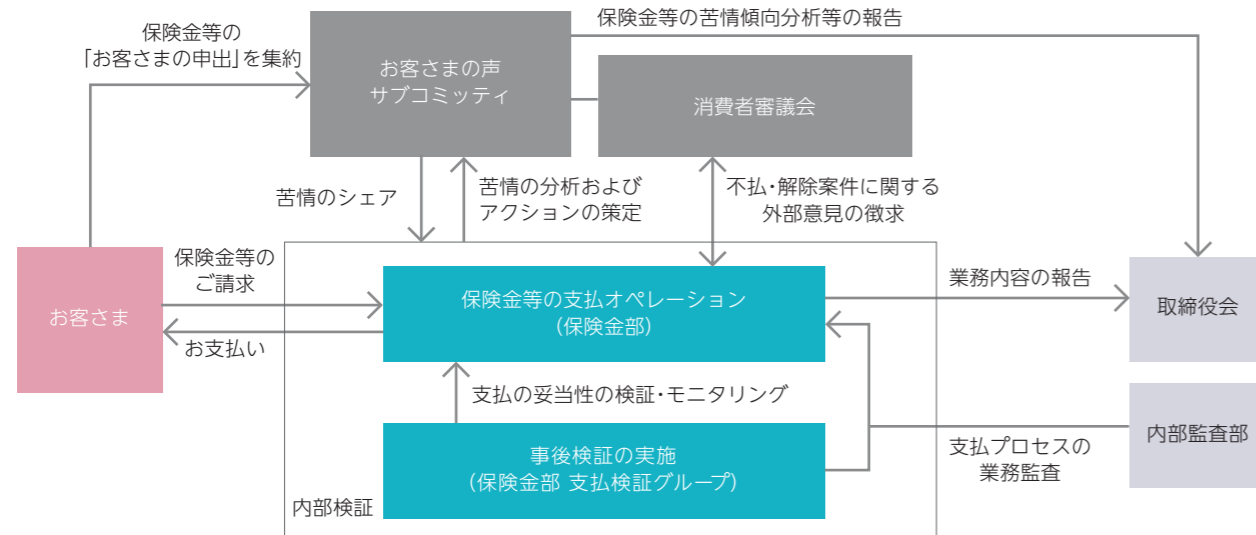 保険金等の苦情傾向分析等の報告
保険金等の
「お客さまの申出」を集約
お客さまの声
サブコミッティ
消費者審議会
苦情のシェア
苦情の分析および
アクションの策定
不払・解除案件に関する
外部意見の徴求
お客さま
保険金等の
ご請求
お支払い
保険金等の支払オペレーション
(保険金部)
業務内容の報告
取締役会
支払の妥当性の検証・モニタリング
事後検証の実施
(保険金部 支払検証グループ)
内部検証
支払プロセスの
業務監査
内部監査部